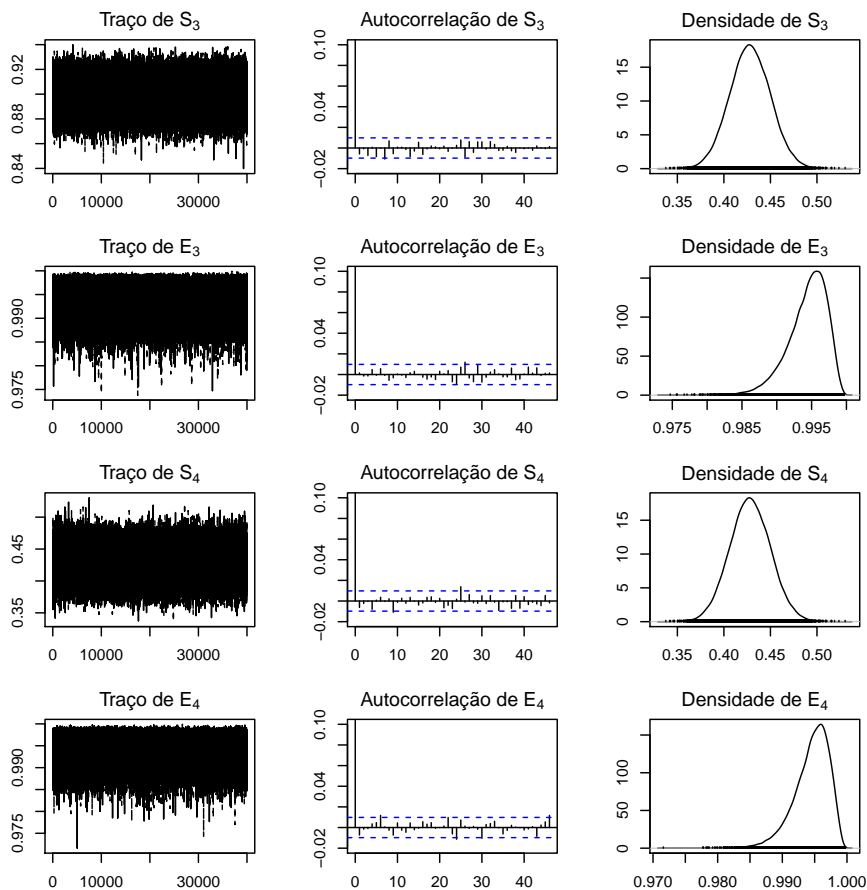 Traço de S3
Autocorrelação de S3
Densidade de S3
0.84 0.88 0.92
0 10000 30000
−0.02 0.04 0.10
0 10 20 30 40
0 5 10 15
0.35 0.40 0.45 0.50
Traço de E3
Autocorrelação de E3
Densidade de E3
0.975 0.990
0 10000 30000
−0.02 0.04 0.10
0 10 20 30 40
0 50 100
0.975 0.985 0.995
Traço de S4
Autocorrelação de S4
Densidade de S4
0.35 0.45
0 10000 30000
−0.02 0.04 0.10
0 10 20 30 40
0 5 10 15
0.35 0.40 0.45 0.50
Traço de E4
Autocorrelação de E4
Densidade de E4
0.975 0.990
0 10000 30000
−0.02 0.04 0.10
0 10 20 30 40
0 50 100
0.970 0.980 0.990 1.000